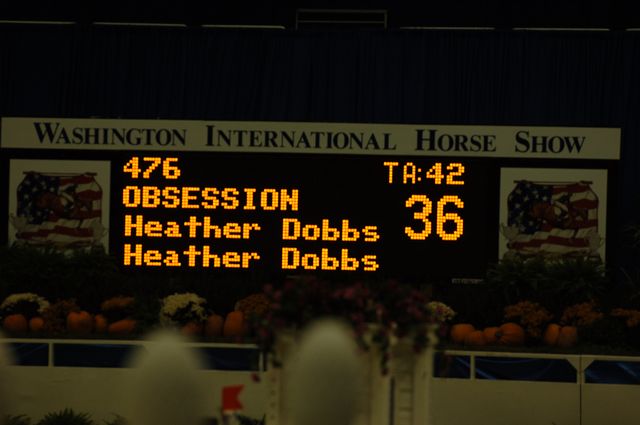 WASHINGTON INTERNATIONAL HORSE SHOW
476 TA:42
OBSESSION 36
Heather Dobbs
Heather Dobbs